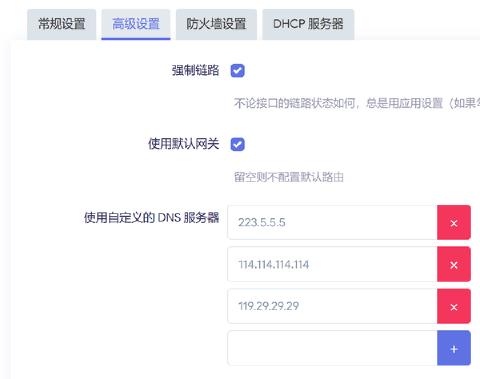 常规设置 高级设置 防火墙设置 DHCP 服务器
强制链路
不论接口的链路状态如何，总是用应用设置（如果
使用默认网关
留空则不配置默认路由
使用自定义的 DNS 服务器 223.5.5.5 ×
114.114.114.114 ×
119.29.29.29 ×
+